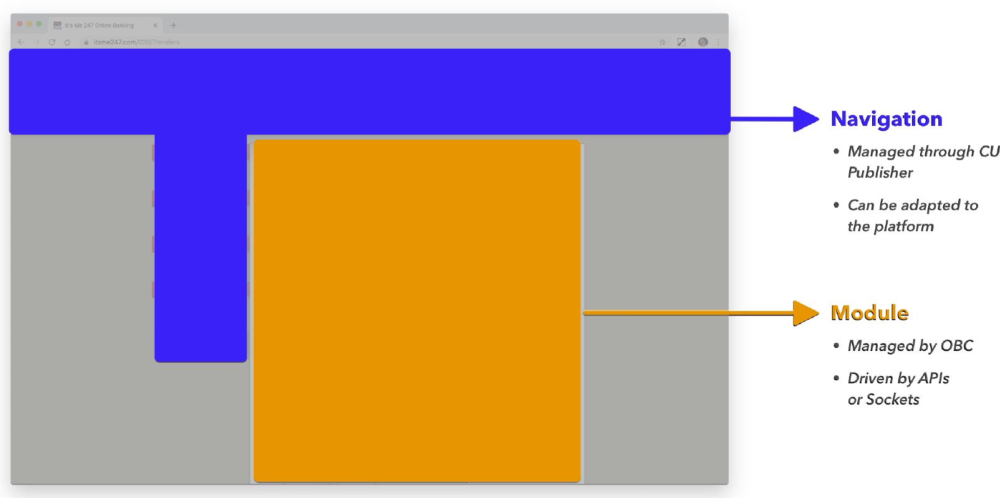 It's Me 247 Online Banking
itsme247.com/020/Transfers
Navigation
• Managed through CU
Publisher
• Can be adapted to
the platform
Module
• Managed by OBC
• Driven by APIs
or Sockets